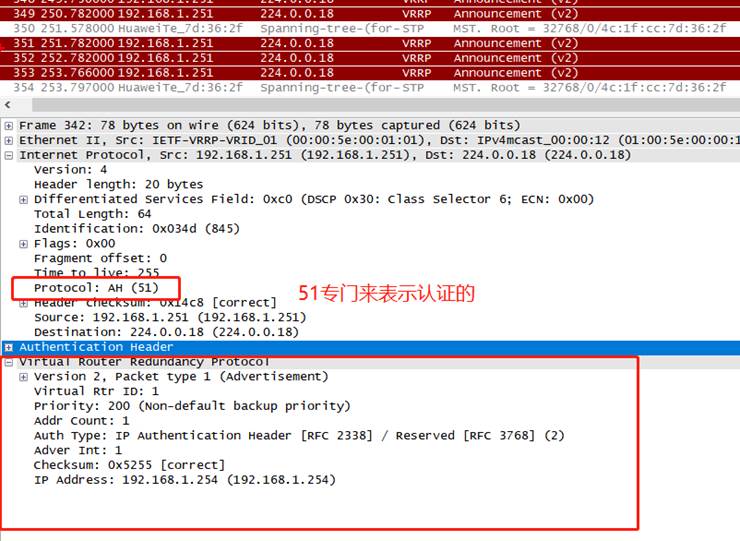 349 250.782000 192.168.1.251 224.0.0.18 VRRP Announcement (v2)
350 251.578000 HuaweiTe_7d:36:2f Spanning-tree-(for-STP MST. Root = 32768/0/4c:1f:cc:7d:36:2f
351 251.782000 192.168.1.251 224.0.0.18 VRRP Announcement (v2)
352 252.782000 192.168.1.251 224.0.0.18 VRRP Announcement (v2)
353 253.766000 192.168.1.251 224.0.0.18 VRRP Announcement (v2)
354 253.797000 HuaweiTe_7d:36:2f Spanning-tree-(for-STP MST. Root = 32768/0/4c:1f:cc:7d:36:2f
Frame 342: 78 bytes on wire (624 bits), 78 bytes captured (624 bits)
Ethernet II, Src: IETF-VRRP-VRID_01 (00:00:5e:00:01:01), Dst: IPv4mcast_00:00:12 (01:00:5e:00:00:1
Internet Protocol, Src: 192.168.1.251 (192.168.1.251), Dst: 224.0.0.18 (224.0.0.18)
Version: 4
Header length: 20 bytes
Differentiated Services Field: 0xc0 (DSCP 0x30: Class Selector 6; ECN: 0x00)
Total Length: 64
Identification: 0x034d (845)
Flags: 0x00
Fragment offset: 0
Time to live: 255
Protocol: AH (51)
51专门来表示认证的
Header checksum: 0x14c8 [correct]
Source: 192.168.1.251 (192.168.1.251)
Destination: 224.0.0.18 (224.0.0.18)
Authentication Header
Virtual Router Redundancy Protocol
Version 2, Packet type 1 (Advertisement)
Virtual Rtr ID: 1
Priority: 200 (Non-default backup priority)
Addr Count: 1
Auth Type: IP Authentication Header [RFC 2338] / Reserved [RFC 3768] (2)
Adver Int: 1
Checksum: 0x5255 [correct]
IP Address: 192.168.1.254 (192.168.1.254)